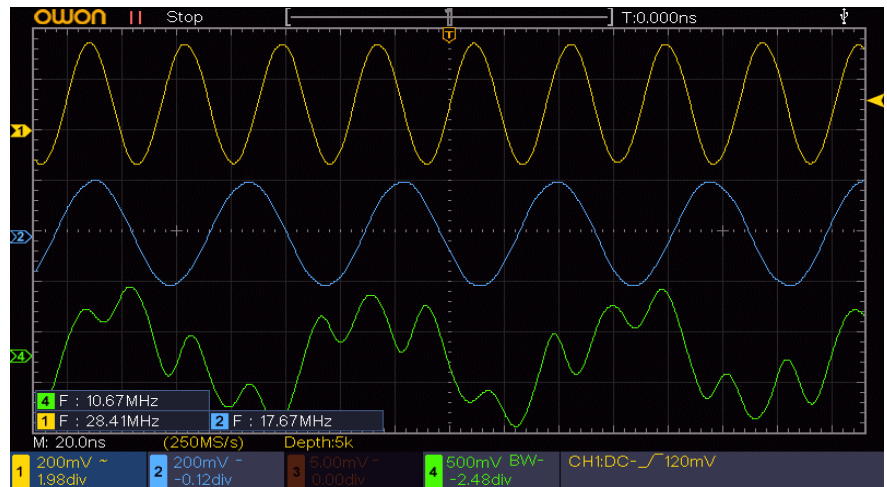 OWON Stop T T:0.000ns
T
1
2
4
4 F : 10.67MHz
1 F : 28.41MHz 2 F : 17.67MHz
M: 20.0ns (250MS/s) Depth:5k
1 200mV ~ 2 200mV ~ 3 5.00V ~ 4 500mV BW~ CH1:DC-⁄120mV
1.98div -0.12div 0.00div -2.48div